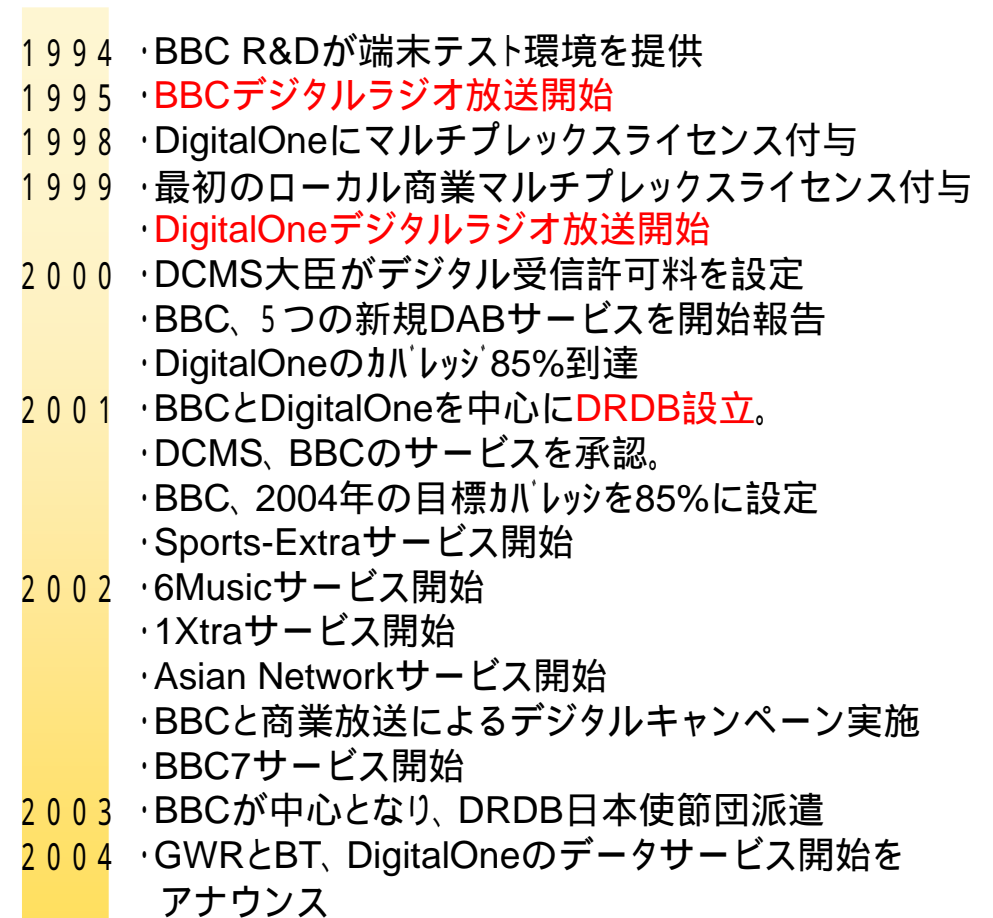 1994 ・BBC R&Dが端末テスト環境を提供
1995 ・BBCデジタルラジオ放送開始
1998 ・DigitalOneにマルチプレックスライセンス付与
1999 ・最初のローカル商業マルチプレックスライセンス付与
・DigitalOneデジタルラジオ放送開始
2000 ・DCMS大臣がデジタル受信許可料を設定
・BBC、5つの新規DABサービスを開始報告
・DigitalOneのｶﾊﾞﾚｯｼﾞ85%到達
2001 ・BBCとDigitalOneを中心にDRDB設立。
・DCMS、BBCのサービスを承認。
・BBC、2004年の目標ｶﾊﾞﾚｯｼを85%に設定
・Sports-Extraサービス開始
2002 ・6Musicサービス開始
・1Xtraサービス開始
・Asian Networkサービス開始
・BBCと商業放送によるデジタルキャンペーン実施
・BBC7サービス開始
2003 ・BBCが中心となり、DRDB日本使節団派遣
2004 ・GWRとBT、DigitalOneのデータサービス開始を
アナウンス